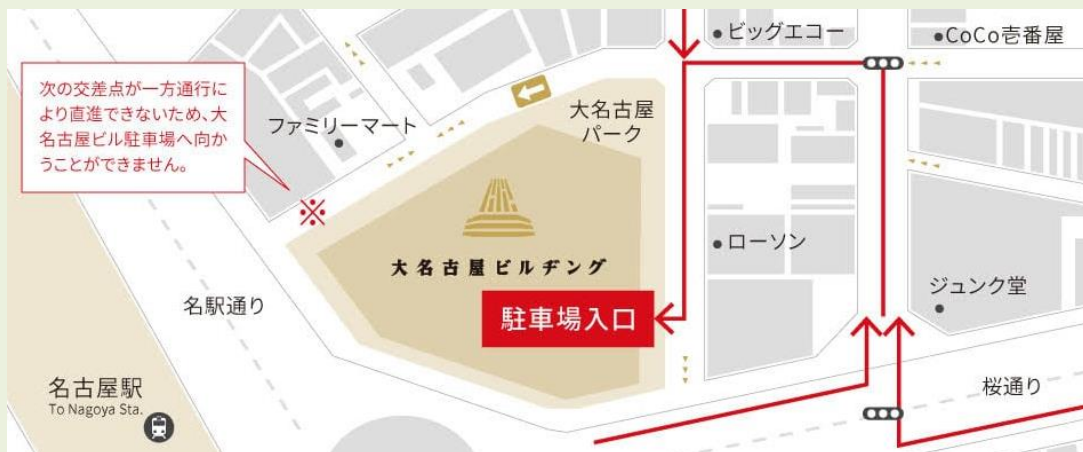 ビッグエコー
CoCo壱番屋
次の交差点が一方通行に
より直進できないため、大
名古屋ビル駐車場へ向か
うことができません。
ファミリーマート
大名古屋
パーク
※
大名古屋ビルヂング
ローソン
駐車場入口
ジュンク堂
名駅通り
桜通り
名古屋駅
To Nagoya Sta.